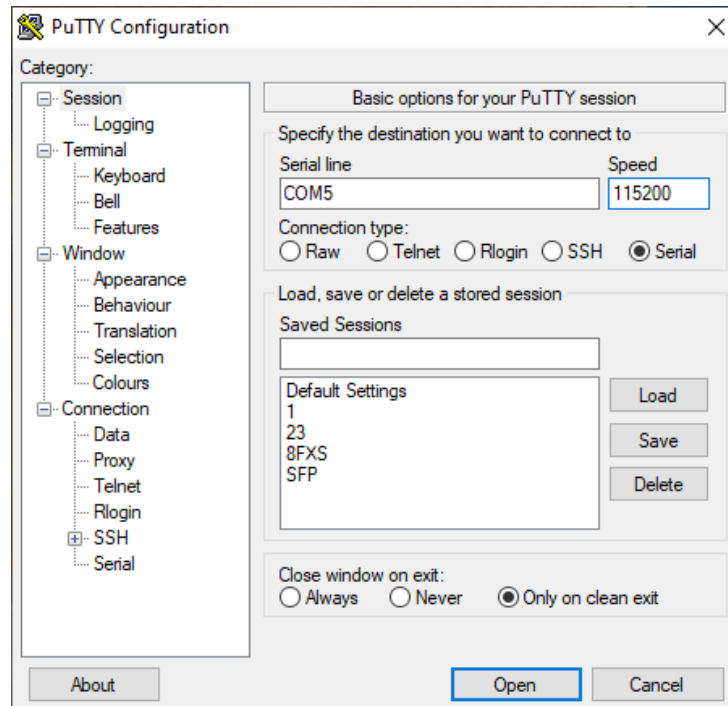 PuTTY Configuration
Category:
Session
Logging
Terminal
Keyboard
Bell
Features
Window
Appearance
Behaviour
Translation
Selection
Colours
Connection
Data
Proxy
Telnet
Rlogin
SSH
Serial
About
Basic options for your PuTTY session
Specify the destination you want to connect to
Serial line Speed
COM5 115200
Connection type:
Raw Telnet Rlogin SSH Serial
Load, save or delete a stored session
Saved Sessions
Default Settings
1
23
8FXS
SFP
Load
Save
Delete
Close window on exit:
Always Never Only on clean exit
Open Cancel